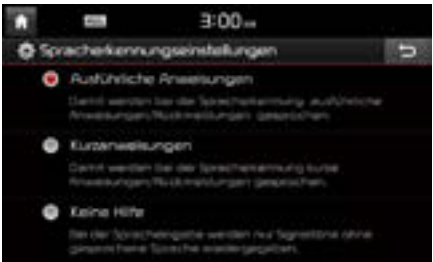 3:00
Spracherkennungseinstellungen
Ausführliche Anweisungen
Damit werden bei der Spracherkennung ausführliche
Anweisungen/Rückmeldungen gesprochen.
Kurzanweisungen
Damit werden bei der Spracherkennung kurze
Anweisungen/Rückmeldungen gesprochen.
Keine Hilfe
Bei der Spracheingabe werden nur Signaltöne ohne
gesprochene Sprache wiedergegeben.